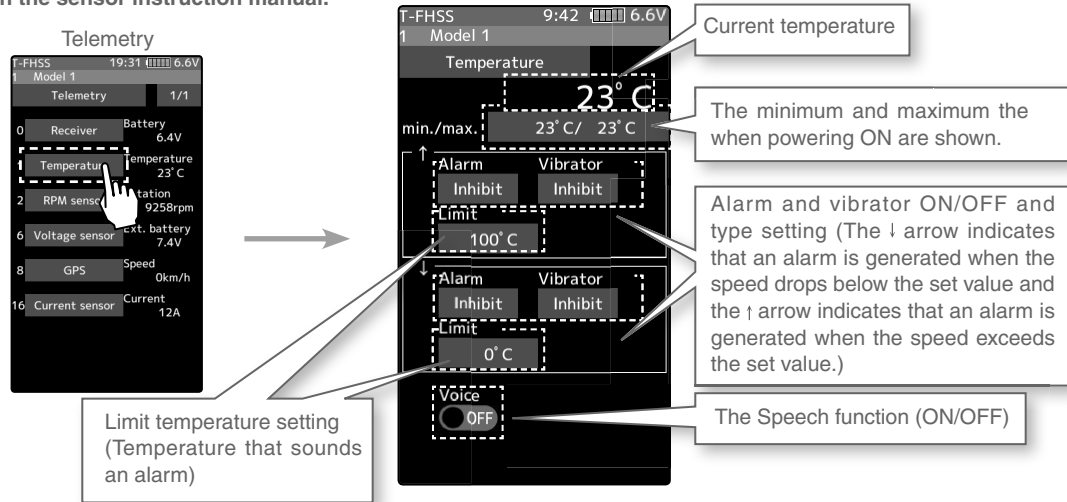 n the sensor instruction manual.
Telemetry
T-FHSS 19:31 6.6V
1 Model 1
Telemetry 1/1
0 Receiver Battery
6.4V
1 Temperature Temperature
23°C
2 RPM senso tation
9258rpm
6 Voltage sensor Ext. battery
7.4V
8 GPS Speed
0km/h
16 Current sensor Current
12A
T-FHSS 9:42 6.6V
1 Model 1
Temperature
23°C
min./max. 23°C/ 23°C
↑
Alarm Vibrator
Inhibit Inhibit
Limit
100°C
↓
Alarm Vibrator
Inhibit Inhibit
Limit
0°C
Voice
OFF
Current temperature
The minimum and maximum the
when powering ON are shown.
Alarm and vibrator ON/OFF and
type setting (The ↓ arrow indicates
that an alarm is generated when the
speed drops below the set value and
the ↑ arrow indicates that an alarm is
generated when the speed exceeds
the set value.)
The Speech function (ON/OFF)
Limit temperature setting
(Temperature that sounds
an alarm)